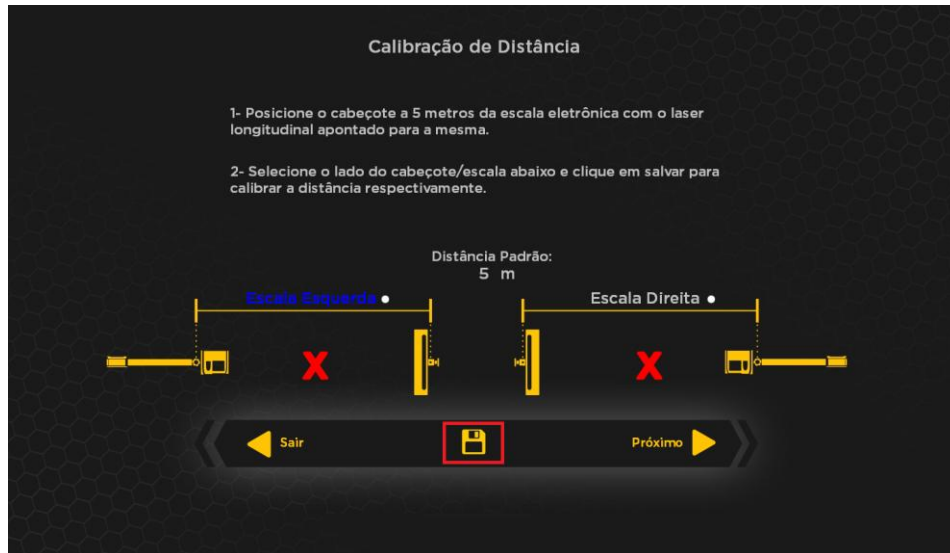 Calibração de Distância
1- Posicione o cabeçote a 5 metros da escala eletrônica com o laser
longitudinal apontado para a mesma.
2- Selecione o lado do cabeçote/escala abaixo e clique em salvar para
calibrar a distância respectivamente.
Distância Padrão:
5 m
Escala Esquerda
Escala Direita
X
X
Sair
Próximo